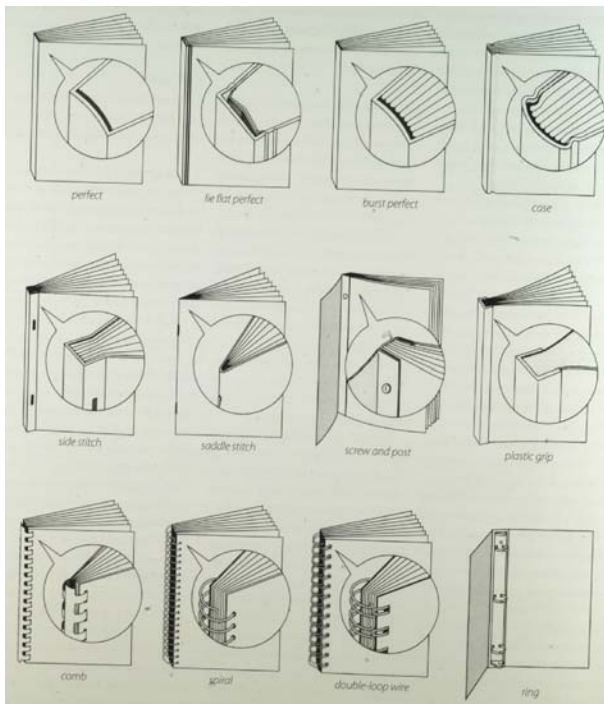 perfect
lie flat perfect
burst perfect
case
side stitch
saddle stitch
screw and post
plastic grip
comb
spiral
double-loop wire
ring